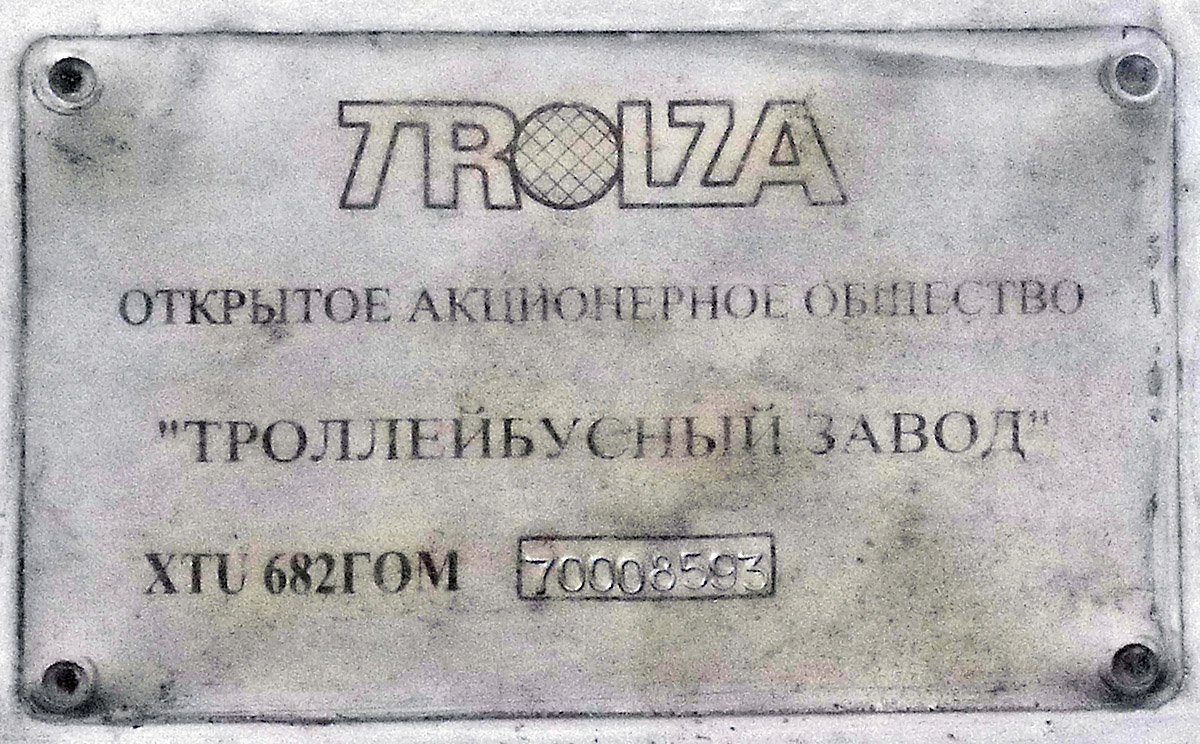 TROLZA
ОТКРЫТОЕ АКЦИОНЕРНОЕ ОБЩЕСТВО
"ТРОЛЛЕЙБУСНЫЙ ЗАВОД"
XTU 682ГОМ 70008593